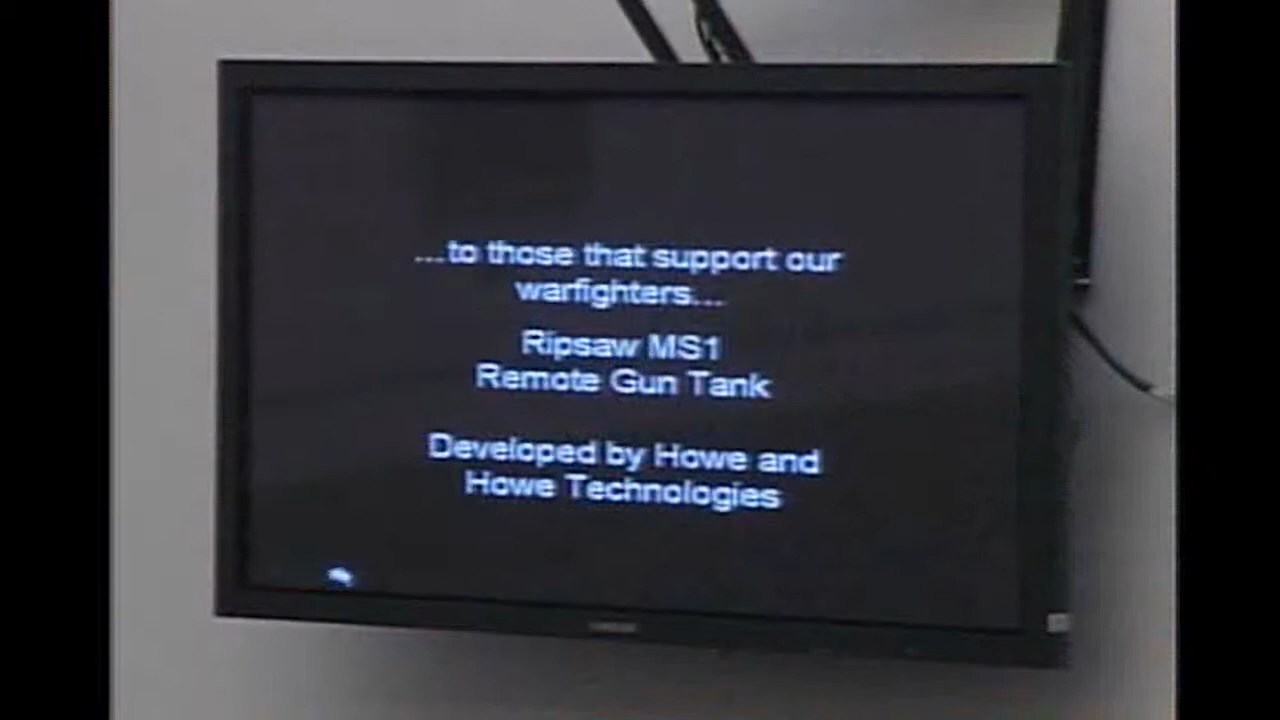 ...to those that support our
warfighters...
Ripsaw MS1
Remote Gun Tank
Developed by Howe and
Howe Technologies